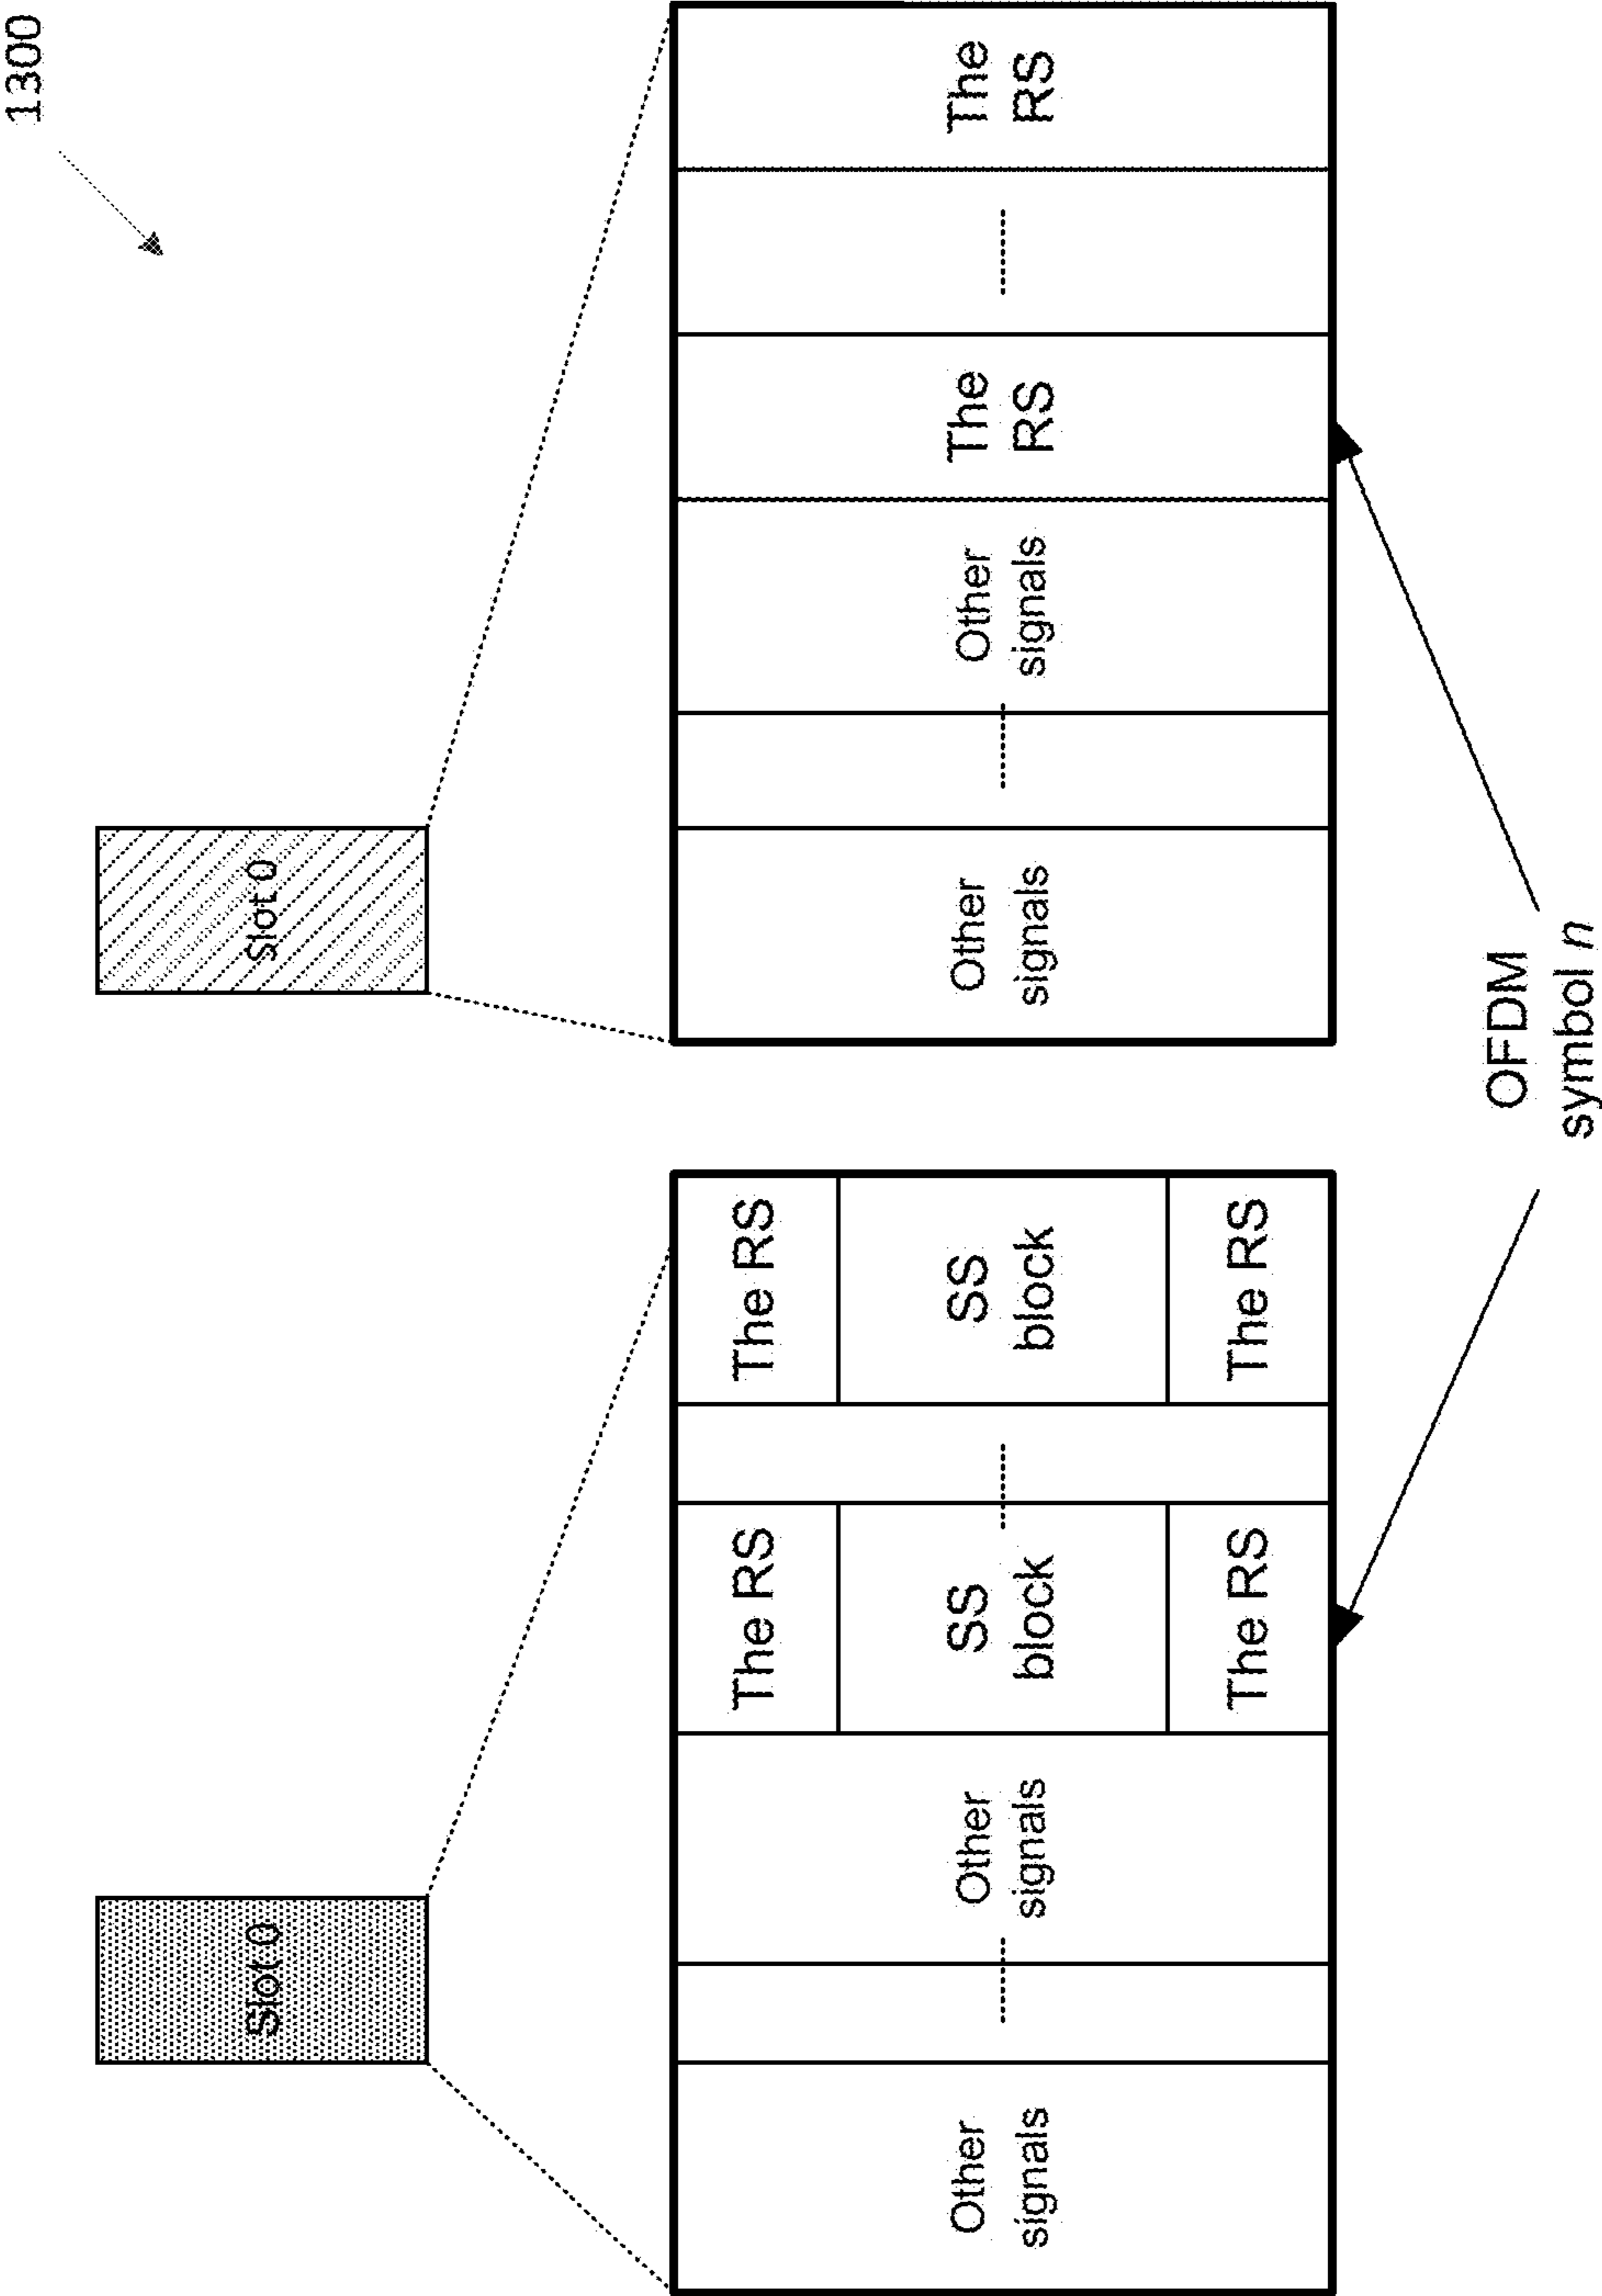 1300
Slot 0
Slot 0
Other
signals
Other
signals
The RS
SS
block
The RS
The RS
SS
block
The RS
Other
signals
Other
signals
The
RS
The
RS
OFDM
symbol n